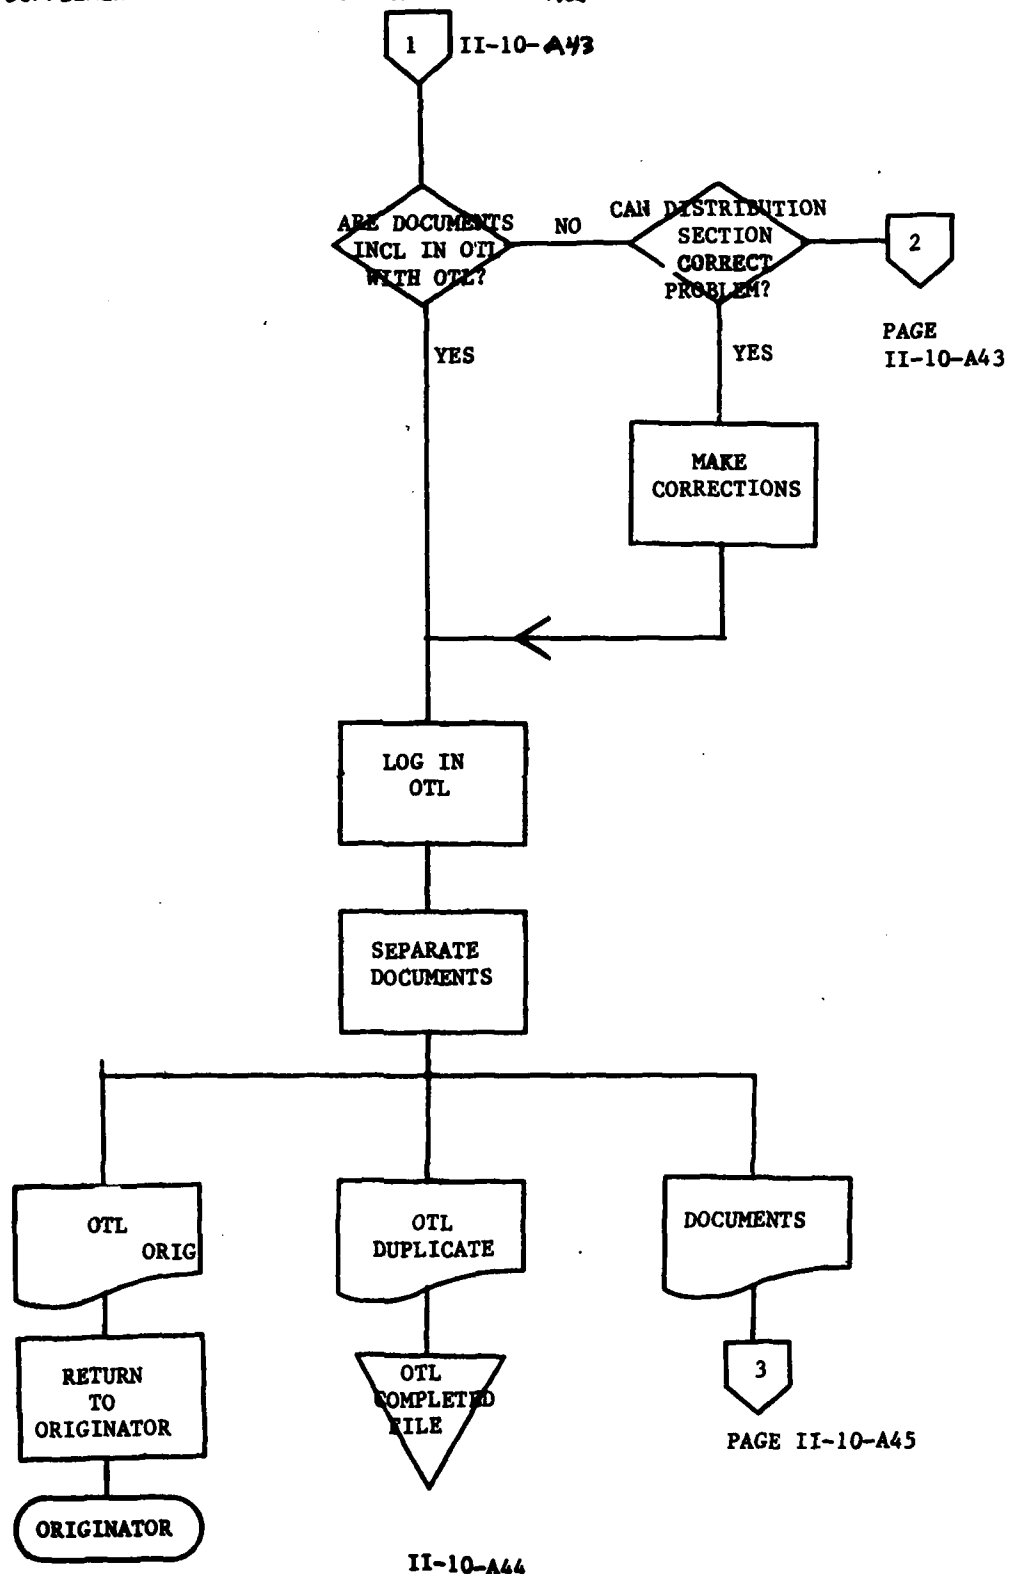 1
II-10-A43
ARE DOCUMENTS
INCL IN OTL
WITH OTL?
NO
CAN DISTRIBUTION
SECTION
CORRECT
PROBLEM?
2
PAGE
II-10-A43
YES
YES
MAKE
CORRECTIONS
LOG IN
OTL
SEPARATE
DOCUMENTS
OTL
ORIG
OTL
DUPLICATE
DOCUMENTS
RETURN
TO
ORIGINATOR
OTL
COMPLETED
FILE
3
PAGE II-10-A45
ORIGINATOR
II-10-A44